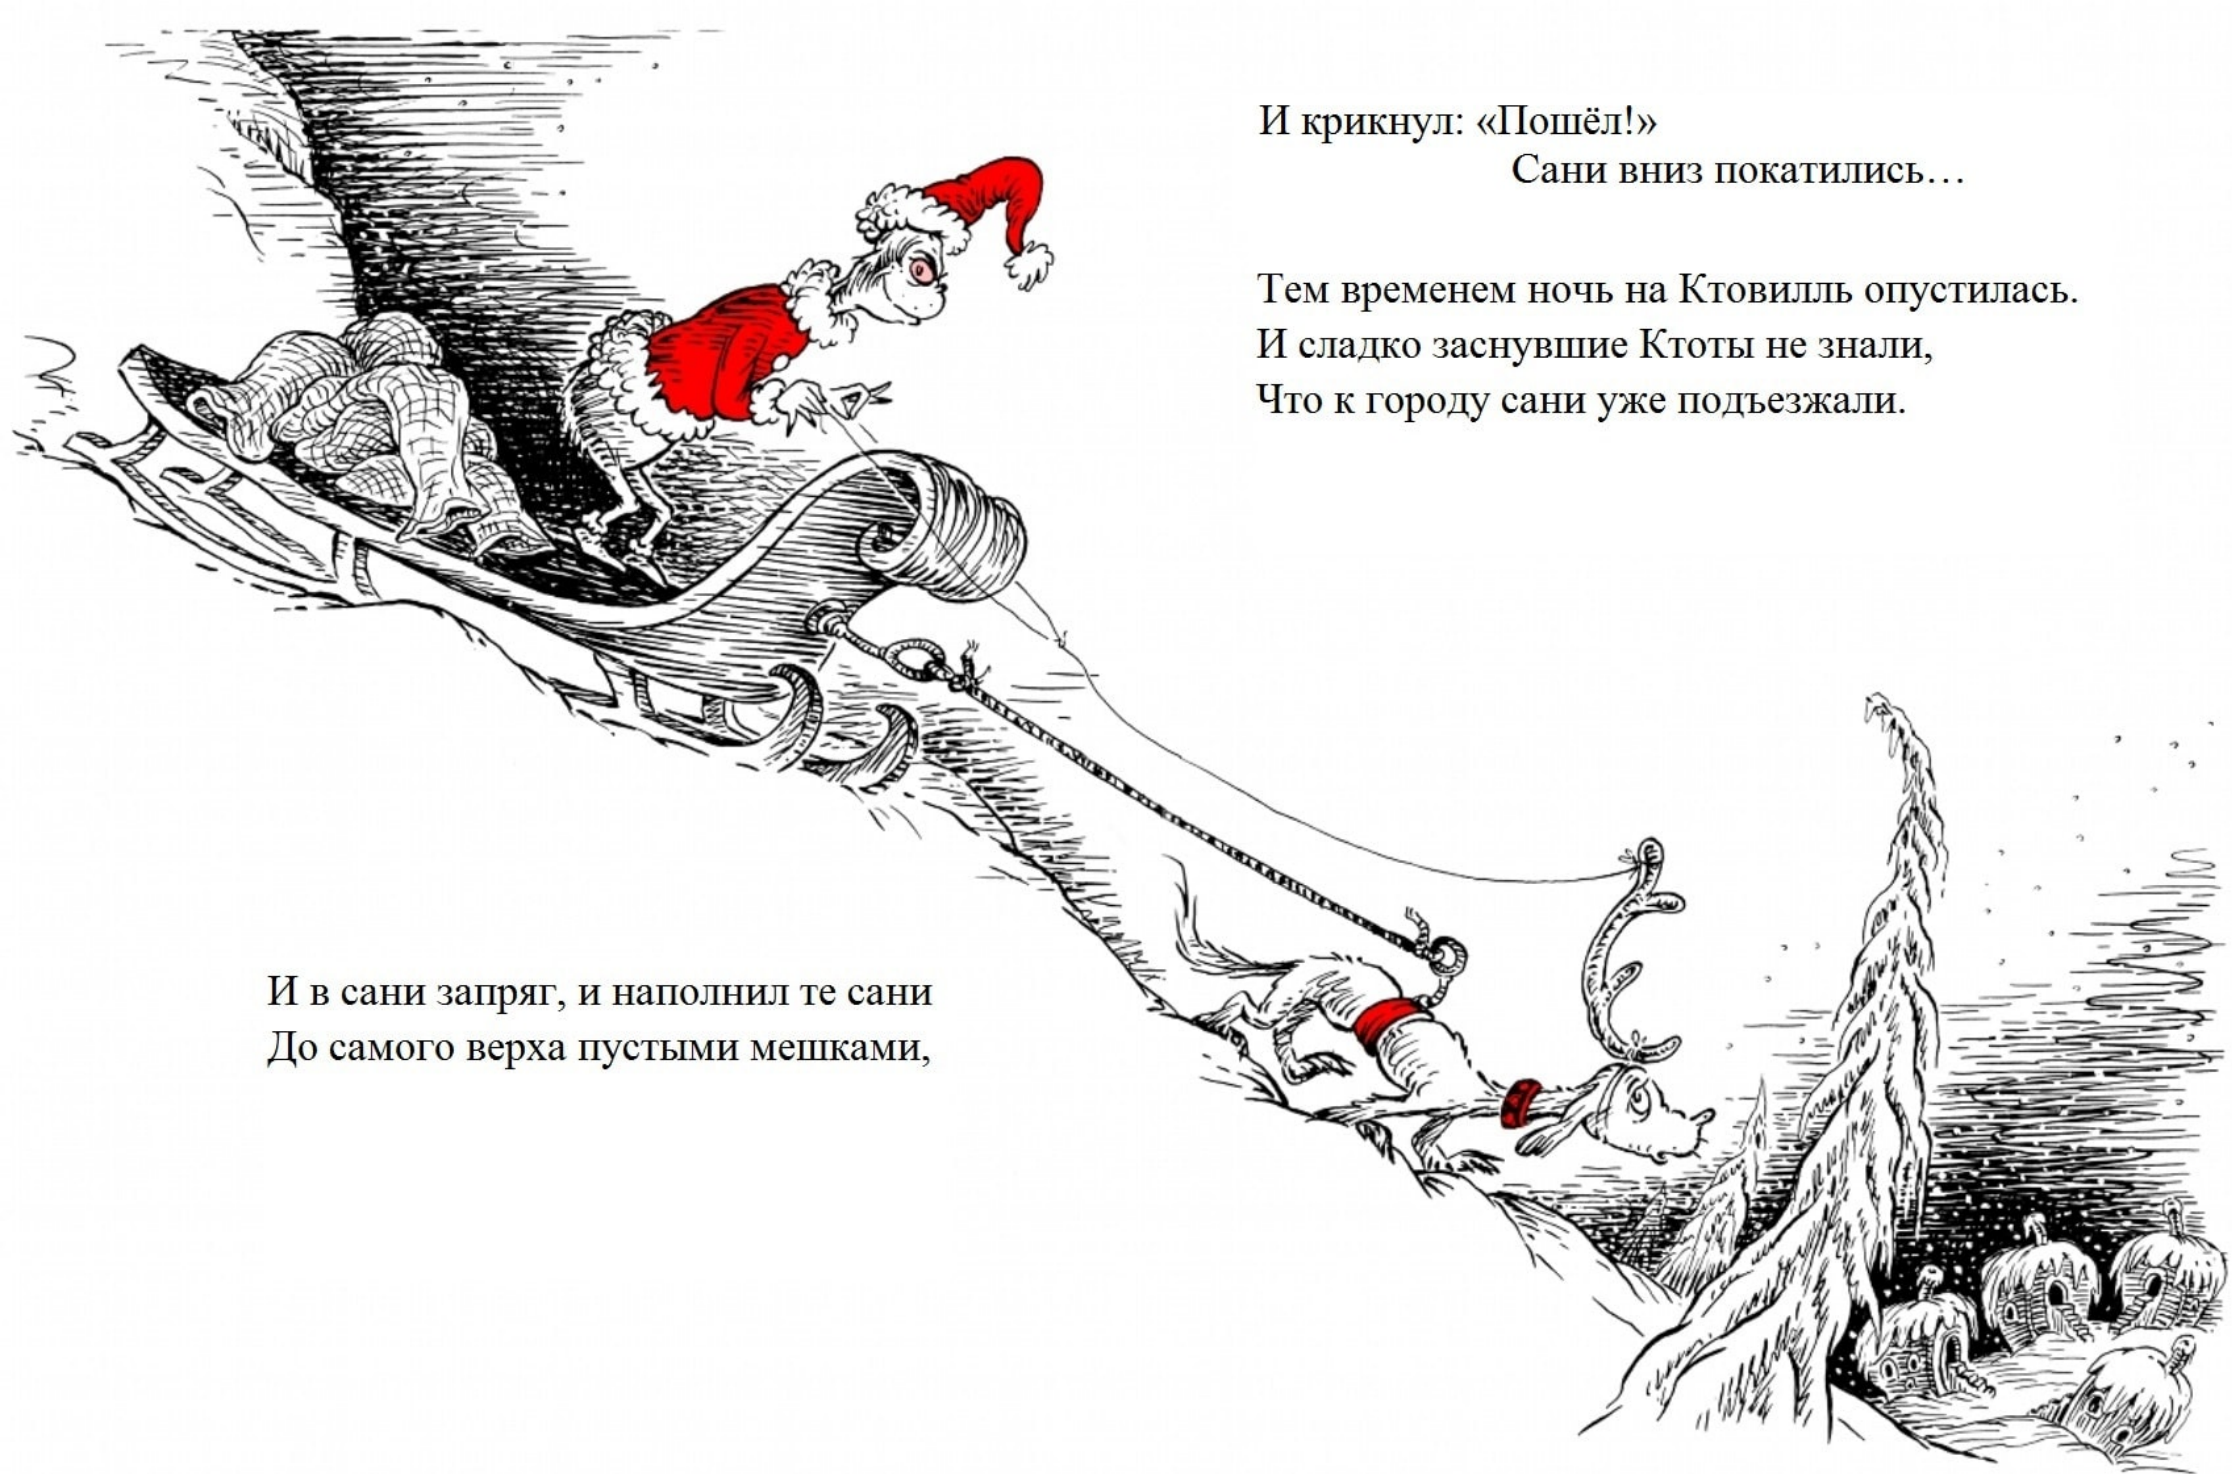 И в сани запряг, и наполнил те сани
До самого верха пустыми мешками,
И крикнул: «Пошёл!»
Сани вниз покатились…
Тем временем ночь на Ктовилль опустилась.
И сладко заснувшие Ктоты не знали,
Что к городу сани уже подъезжали.